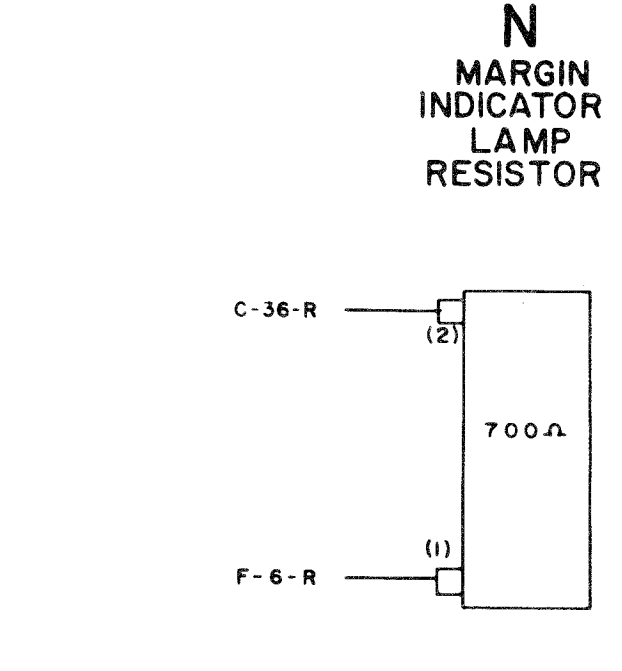 N
MARGIN
INDICATOR
LAMP
RESISTOR
C-36-R
(2)
700Ω
(1)
F-6-R